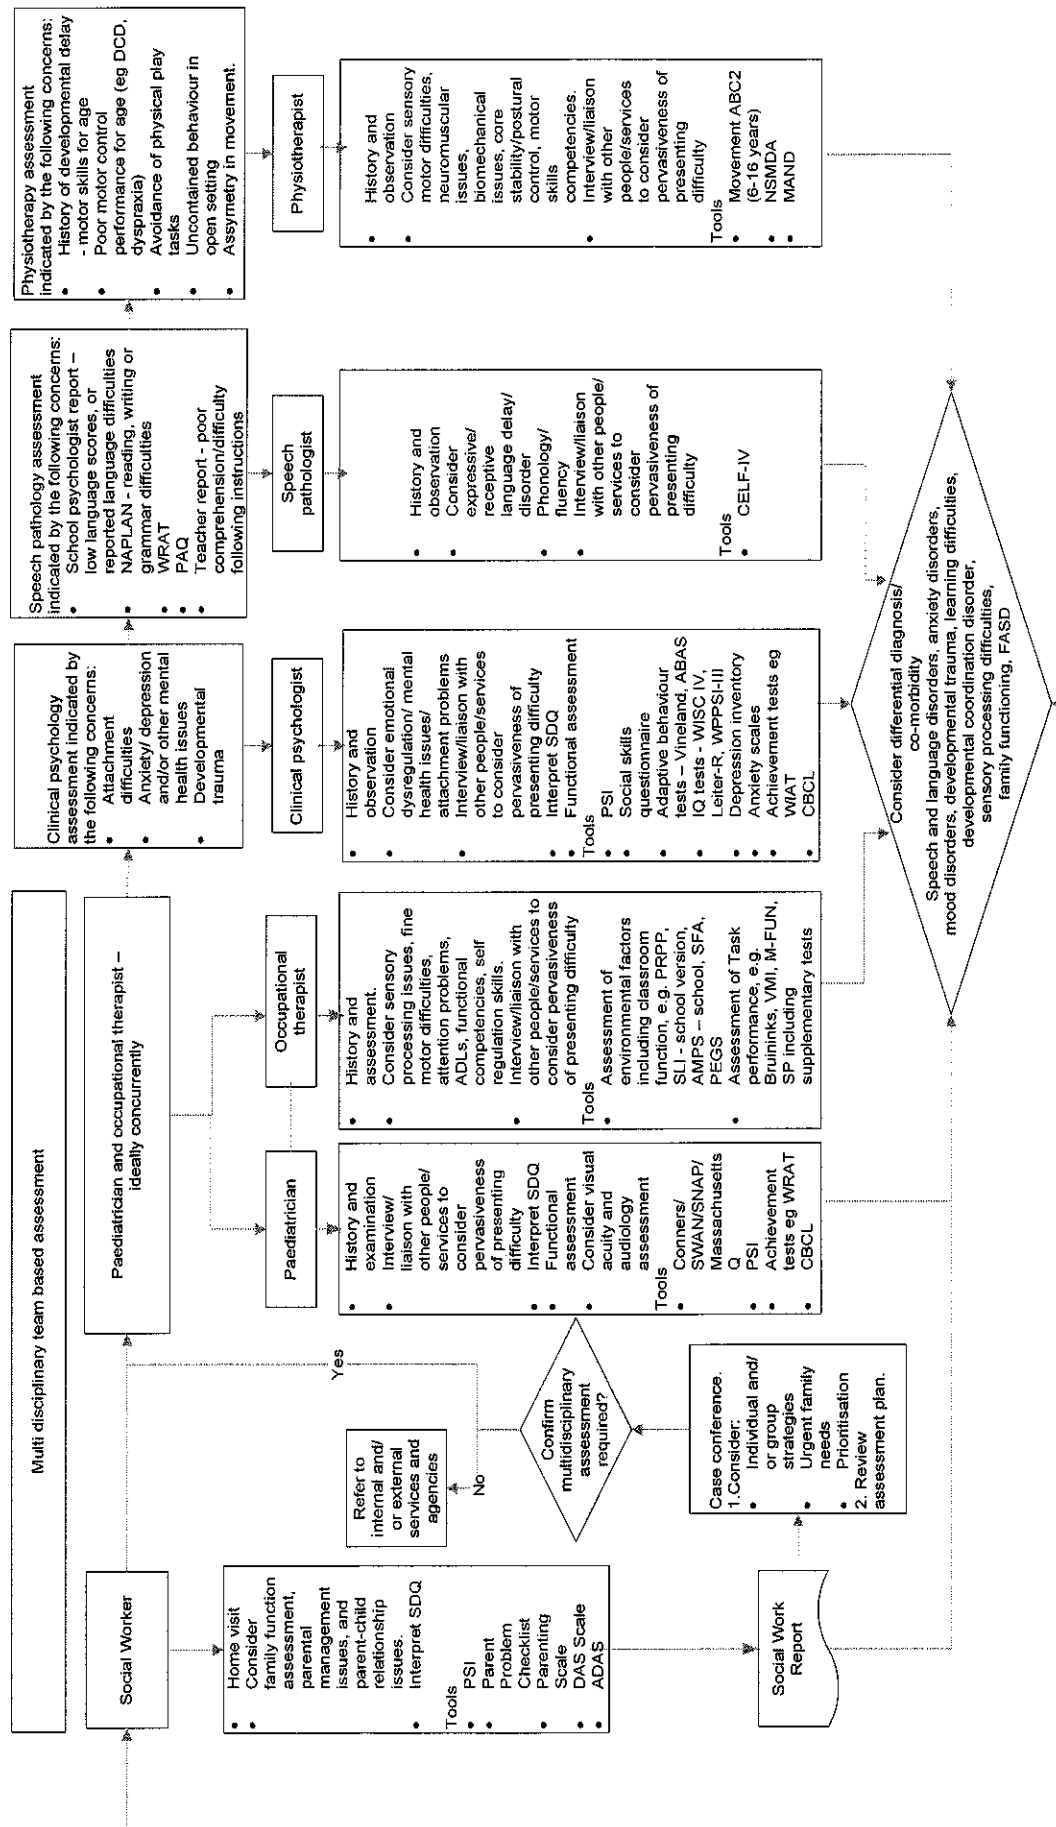 Multi disciplinary team based assessment
Social Worker
Paediatrician and occupational therapist –
ideally concurrently
Clinical psychology
assessment indicated by
the following concerns:
• Attachment
difficulties
• Anxiety/ depression
and/or other mental
health issues
• Developmental
trauma
Speech pathology assessment
indicated by the following concerns:
• School psychologist report –
low language scores, or
reported language difficulties
• NAPLAN - reading, writing or
grammar difficulties
• WRAT
• PAQ
• Teacher report - poor
comprehension/difficulty
following instructions
Physiotherapy assessment
indicated by the following concerns:
• History of developmental delay
- motor skills for age
• Poor motor control
performance for age (eg DCD,
dyspraxia)
• Avoidance of physical play
tasks
• Uncontained behaviour in
open setting
• Assymetry in movement.
• Home visit
• Consider
family function
assessment,
parental
management
issues, and
parent-child
relationship
issues.
• Interpret SDQ
Tools
• PSI
• Parent
Problem
Checklist
• Parenting
Scale
• DAS Scale
• ADAS
Refer to
internal and/
or external
services and
agencies
Yes
No
Confirm
multidisciplinary
assessment
required?
Case conference.
1.Consider:
• Individual and/
or group
strategies
• Urgent family
needs
• Prioritisation
2. Review
assessment plan.
Social Work
Report
Paediatrician
• History and
examination
• Interview/
liaison with
other people/
services to
consider
pervasiveness
of presenting
difficulty
• Interpret SDQ
• Functional
assessment
• Consider visual
acuity and
audiology
assessment
Tools
• Conners/
SWAN/SNAP/
Massachusetts
Q
• PSI
• Achievement
tests eg WRAT
• CBCL
Occupational
therapist
• History and
assessment.
• Consider sensory
processing issues, fine
motor difficulties,
attention problems,
ADLs, functional
competencies, self
regulation skills.
• Interview/liaison with
other people/services to
consider pervasiveness
of presenting difficulty
Tools
• Assessment of
environmental factors
including classroom
function, e.g. PRPP,
SLI - school version,
AMPS – school, SFA,
PEGS
• Assessment of Task
performance, e.g.
Bruininks, VMI, M-FUN,
SP including
supplementary tests
Clinical psychologist
• History and
observation
• Consider emotional
dysregulation/ mental
health issues/
attachment problems
• Interview/liaison with
other people/services
to consider
pervasiveness of
presenting difficulty
• Interpret SDQ
• Functional assessment
Tools
• PSI
• Social skills
questionnaire
• Adaptive behaviour
tests – Vineland, ABAS
• IQ tests - WISC IV,
Leiter-R, WPPSI-III
• Depression inventory
• Anxiety scales
• Achievement tests eg
WIAT
• CBCL
Speech
pathologist
• History and
observation
• Consider
expressive/
receptive
language delay/
disorder
• Phonology/
fluency
• Interview/liaison
with other people/
services to
consider
pervasiveness of
presenting
difficulty
Tools
• CELF-IV
Physiotherapist
• History and
observation
• Consider sensory
motor difficulties,
neuromuscular
issues,
biomechanical
issues, core
stability/postural
control, motor
skills
competencies.
• Interview/liaison
with other
people/services
to consider
pervasiveness of
presenting
difficulty
Tools
• Movement ABC2
(6-16 years)
• NSMDA
• MAND
Consider differential diagnosis/
co-morbidity
Speech and language disorders, anxiety disorders,
mood disorders, developmental trauma, learning difficulties,
developmental coordination disorder,
sensory processing difficulties,
family functioning, FASD